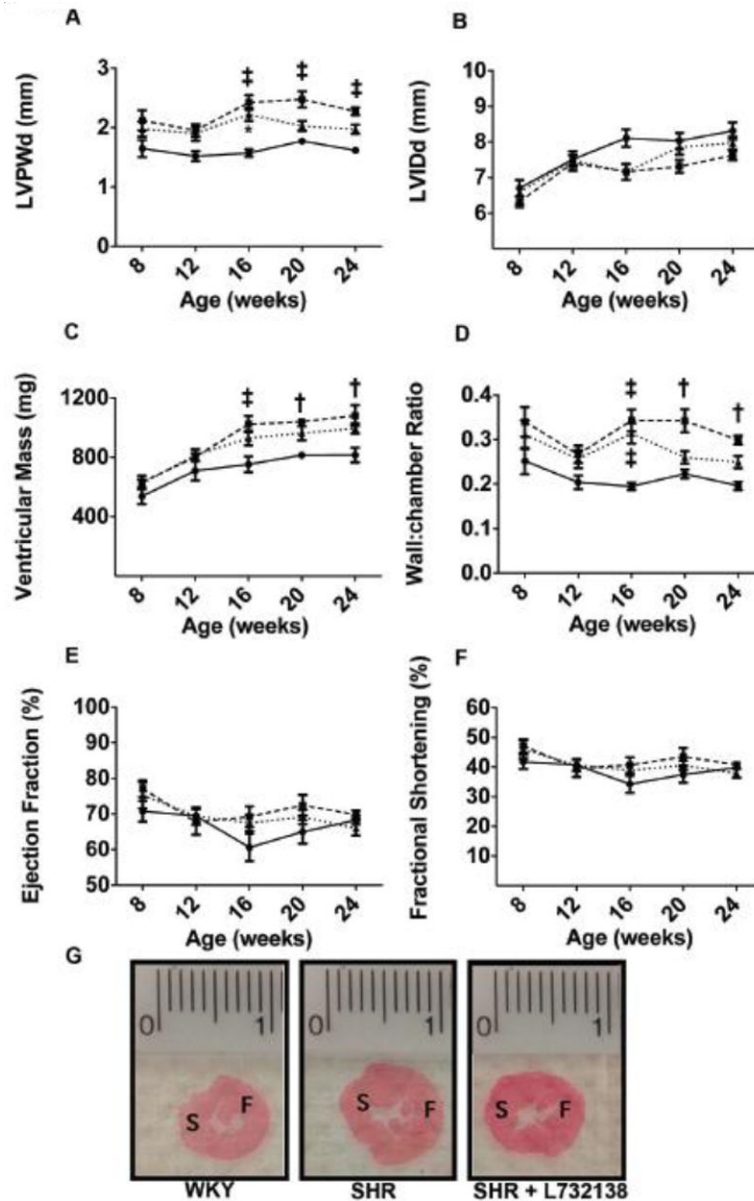 A
B
LVPWd (mm)
3
2
1
0
‡ ‡ ‡
*
8 12 16 20 24
Age (weeks)
LVIDd (mm)
10
9
8
7
6
8 12 16 20 24
Age (weeks)
C
D
Ventricular Mass (mg)
1200
800
400
‡ † †
8 12 16 20 24
Age (weeks)
Wall:chamber Ratio
0.4
0.3
0.2
0.1
0.0
‡ † †
‡
8 12 16 20 24
Age (weeks)
E
F
Ejection Fraction (%)
100
90
80
70
60
50
8 12 16 20 24
Age (weeks)
Fractional Shortening (%)
60
50
40
30
20
10
8 12 16 20 24
Age (weeks)
G
0 1 0 1 0 1
S F S F S F
WKY SHR SHR + L732138